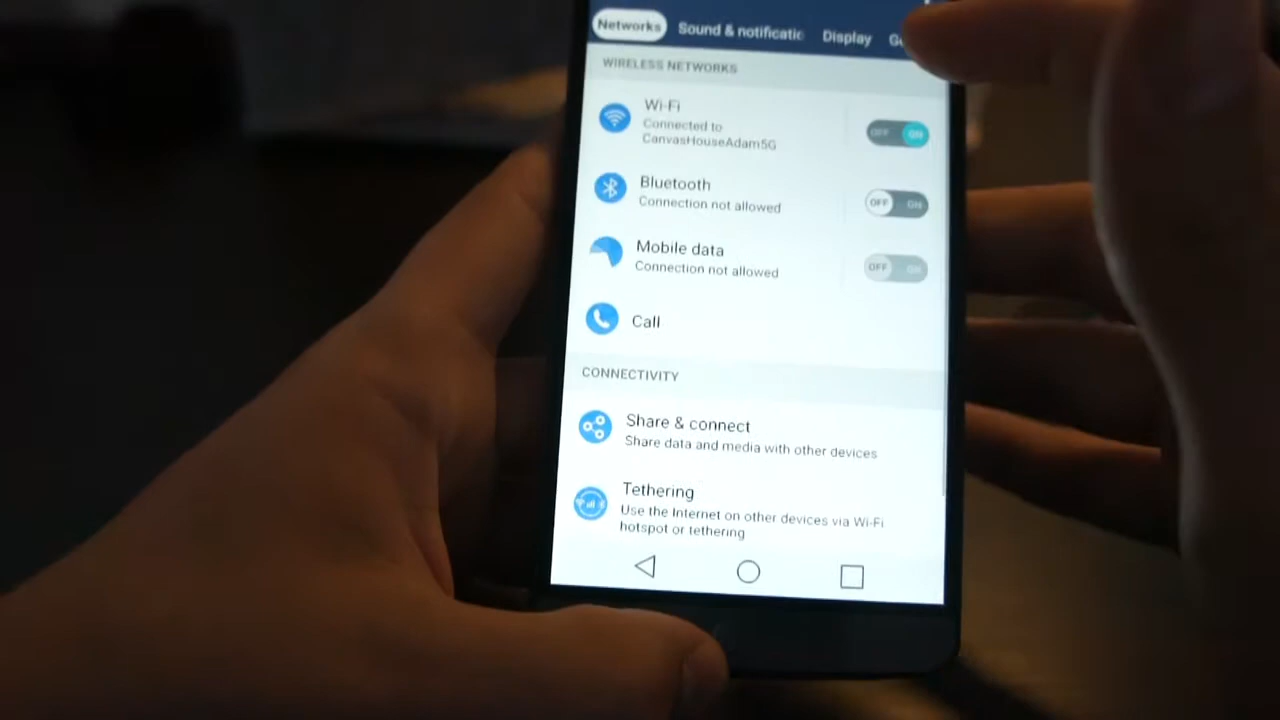 Networks Sound & notificatio Display
WIRELESS NETWORKS
Wi-Fi
Connected to
CanvasHouseAdam5G
OFF ON
Bluetooth
Connection not allowed
OFF ON
Mobile data
Connection not allowed
OFF ON
Call
CONNECTIVITY
Share & connect
Share data and media with other devices
Tethering
Use the Internet on other devices via Wi-Fi
hotspot or tethering